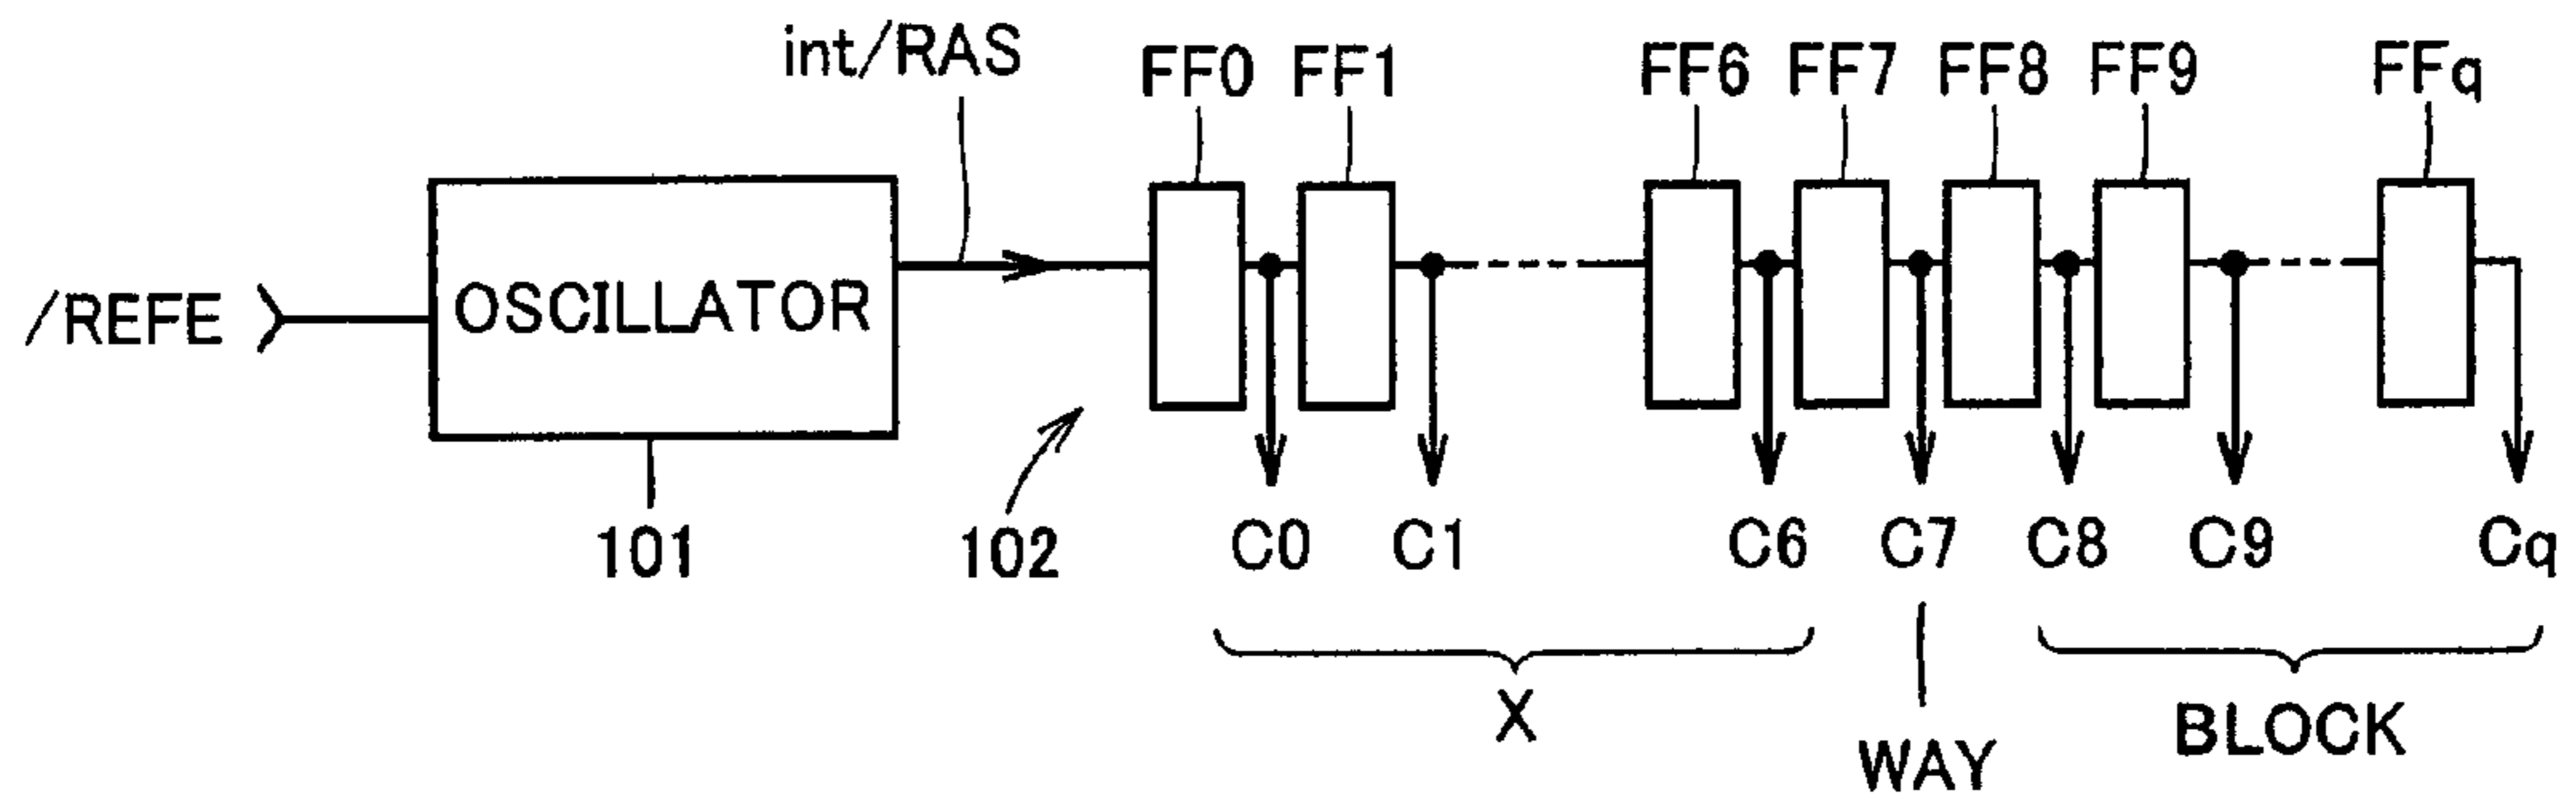 int/RAS
FF0 FF1 FF6 FF7 FF8 FF9 FFq
/REFE OSCILLATOR
101 102 C0 C1 C6 C7 C8 C9 Cq
X WAY BLOCK